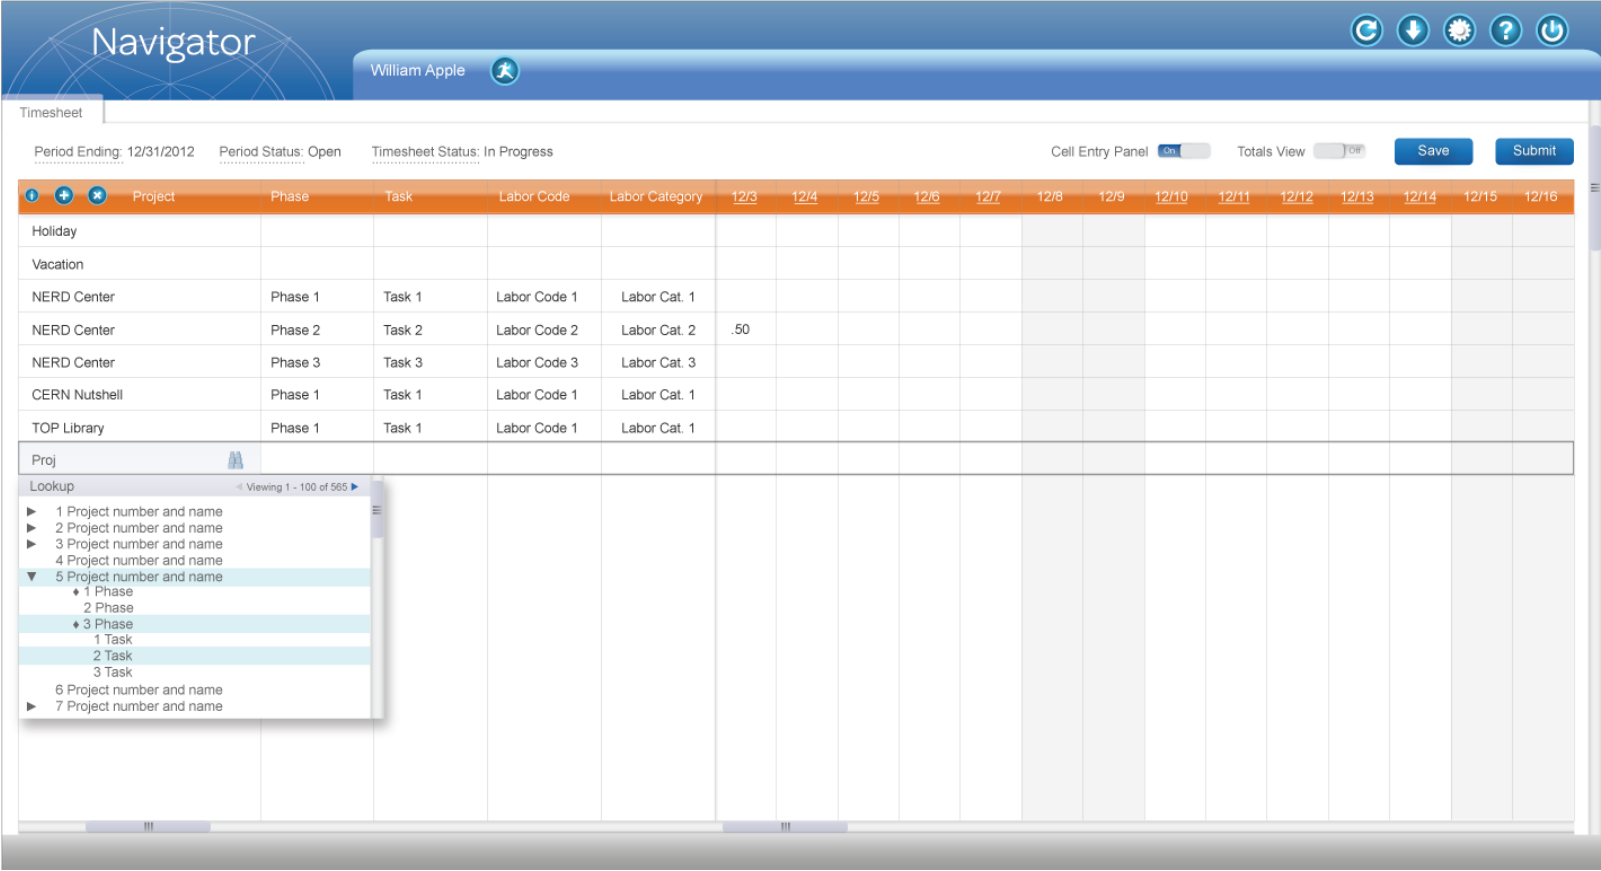 Navigator
William Apple
Timesheet
Period Ending: 12/31/2012 Period Status: Open Timesheet Status: In Progress Cell Entry Panel On Totals View Off Save Submit
Project Phase Task Labor Code Labor Category 12/3 12/4 12/5 12/6 12/7 12/8 12/9 12/10 12/11 12/12 12/13 12/14 12/15 12/16
Holiday
Vacation
NERD Center Phase 1 Task 1 Labor Code 1 Labor Cat. 1
NERD Center Phase 2 Task 2 Labor Code 2 Labor Cat. 2 .50
NERD Center Phase 3 Task 3 Labor Code 3 Labor Cat. 3
CERN Nutshell Phase 1 Task 1 Labor Code 1 Labor Cat. 1
TOP Library Phase 1 Task 1 Labor Code 1 Labor Cat. 1
Proj
Lookup Viewing 1 - 100 of 565
1 Project number and name
2 Project number and name
3 Project number and name
4 Project number and name
5 Project number and name
1 Phase
2 Phase
3 Phase
1 Task
2 Task
3 Task
6 Project number and name
7 Project number and name